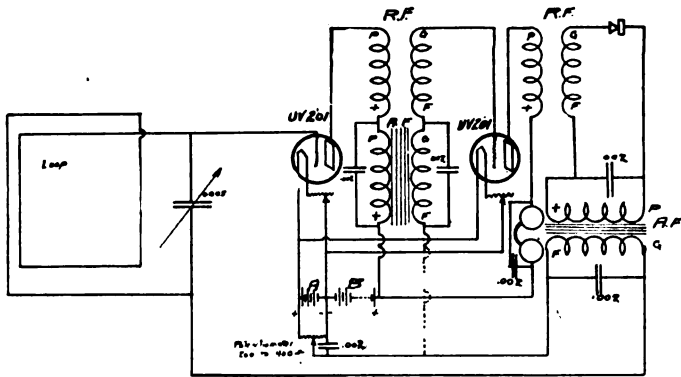 R.F.
R.F.
P
G
P
G
UV201
+
F
+
F
A.F
P
G
UV201
Loop
.0005
.002
.002
+
P
A.F
F
G
+
F
.002
.002
A
B
+
-
+
Potentiometer
200 to 400
.002